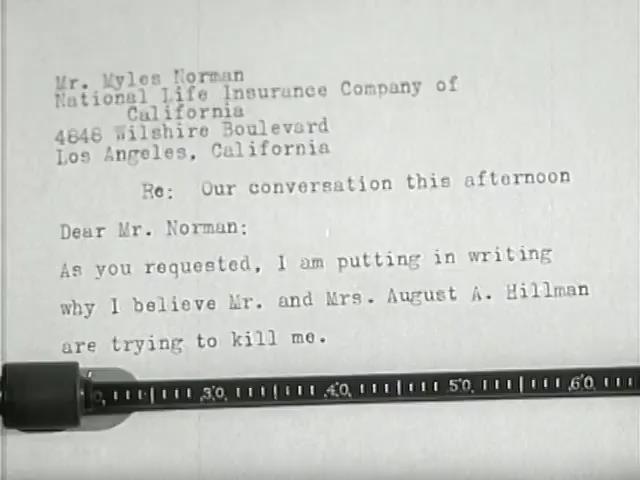 Mr. Myles Norman
National Life Insurance Company of
California
4648 Wilshire Boulevard
Los Angeles, California
Re: Our conversation this afternoon
Dear Mr. Norman:
As you requested, I am putting in writing
why I believe Mr. and Mrs. August A. Hillman
are trying to kill me.
30 40 50 60